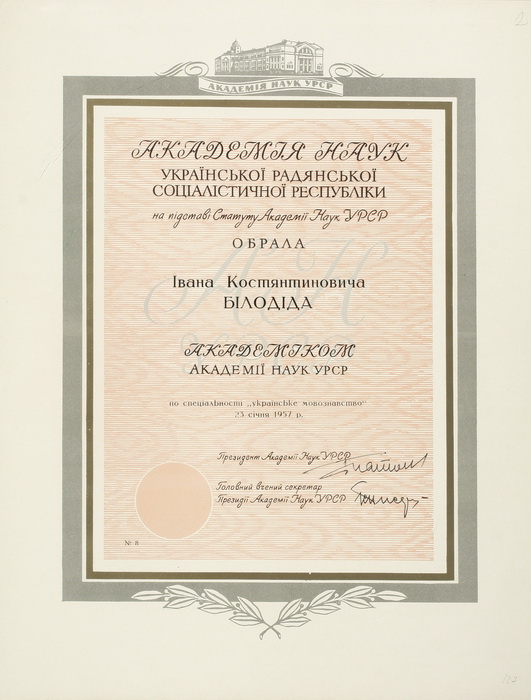 АКАДЕМІЯ НАУК УРСР
АКАДЕМІЯ НАУК
УКРАЇНСЬКОЇ РАДЯНСЬКОЇ
СОЦІАЛІСТИЧНОЇ РЕСПУБЛІКИ
на підставі Статуту Академії Наук УРСР
ОБРАЛА
Івана Костянтиновича
БІЛОДІДА
АКАДЕМІКОМ
АКАДЕМІЇ НАУК УРСР
по спеціальності „українське мовознавство"
23 січня 1957 р.
Президент Академії Наук УРСР
Головний вчений секретар
Президії Академії Наук УРСР
№ 8